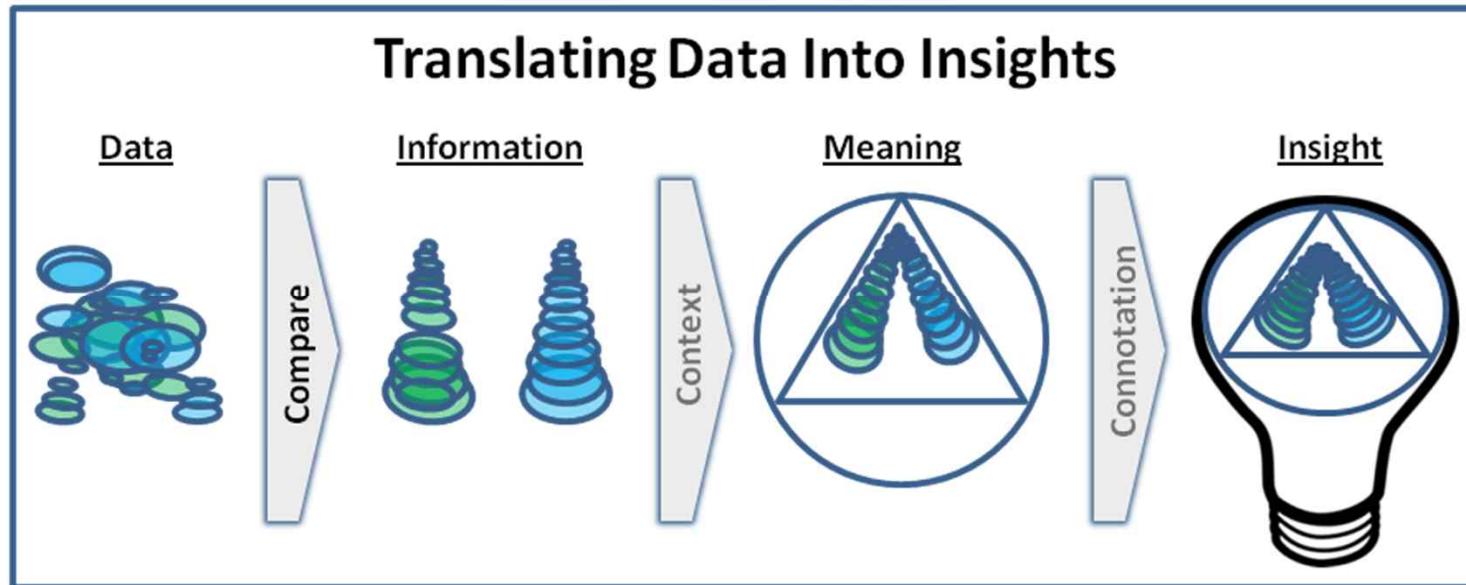 Translating Data Into Insights
Data
Information
Meaning
Insight
Compare
Context
Connotation